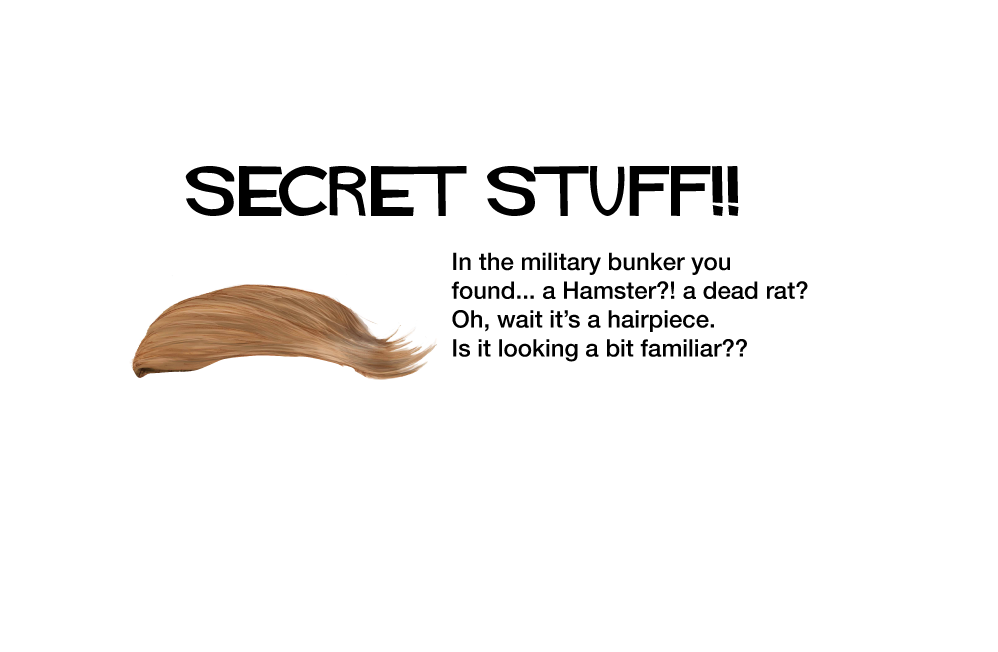 SECRET STUFF!!
In the military bunker you
found... a Hamster?! a dead rat?
Oh, wait it’s a hairpiece.
Is it looking a bit familiar??